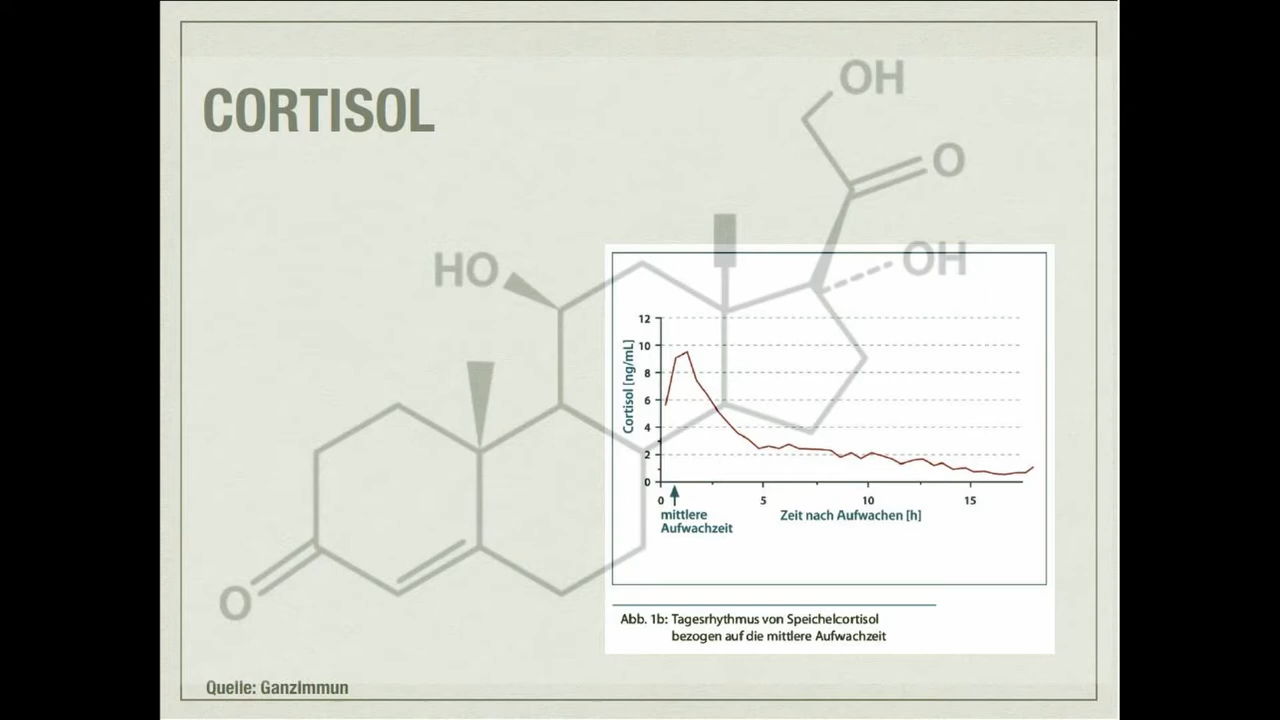 CORTISOL
OH
O
OH
HO
O
12
10
8
6
4
2
0
Cortisol [ng/mL]
0
5
10
15
mittlere
Aufwachzeit
Zeit nach Aufwachen [h]
Abb. 1b: Tagesrhythmus von Speichelcortisol
bezogen auf die mittlere Aufwachzeit
Quelle: GanzImmun